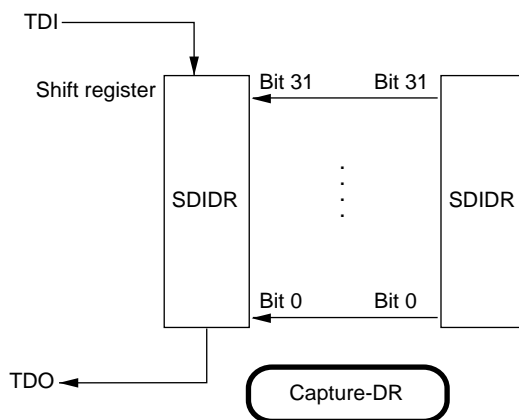 TDI
Shift register
Bit 31 Bit 31
SDIDR SDIDR
Bit 0 Bit 0
TDO
Capture-DR